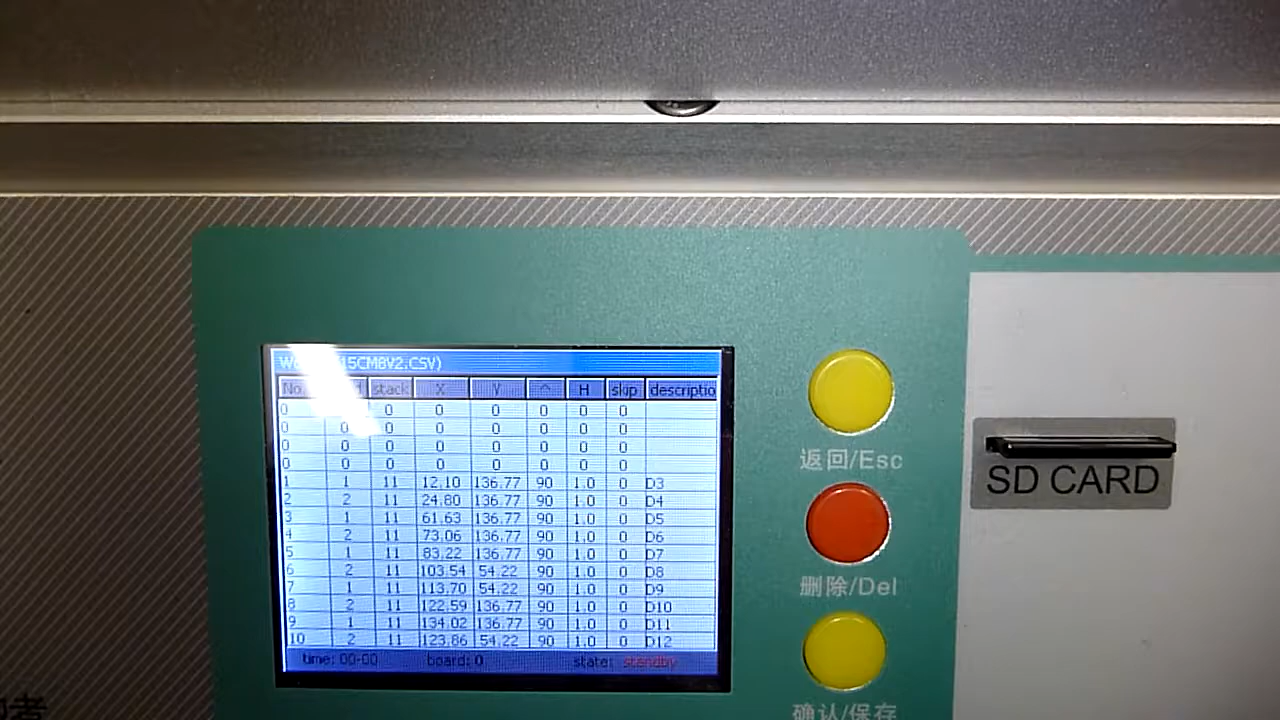 15CM8V2.CSV)
No. stack X Y ^ H skip descriptio
0 0 0 0 0 0 0
0 0 0 0 0 0 0 0
0 0 0 0 0 0 0 0
0 0 0 0 0 0 0 0
1 1 11 12.10 136.77 90 1.0 0 D3
2 2 11 24.80 136.77 90 1.0 0 D4
3 1 11 61.63 136.77 90 1.0 0 D5
4 2 11 73.06 136.77 90 1.0 0 D6
5 1 11 83.22 136.77 90 1.0 0 D7
6 2 11 103.54 54.22 90 1.0 0 D8
7 1 11 113.70 54.22 90 1.0 0 D9
8 2 11 122.59 136.77 90 1.0 0 D10
9 1 11 134.02 136.77 90 1.0 0 D11
10 2 11 123.86 54.22 90 1.0 0 D12
time: 00-00 board: 0 state: standby
返回/Esc
删除/Del
确认/保存
SD CARD